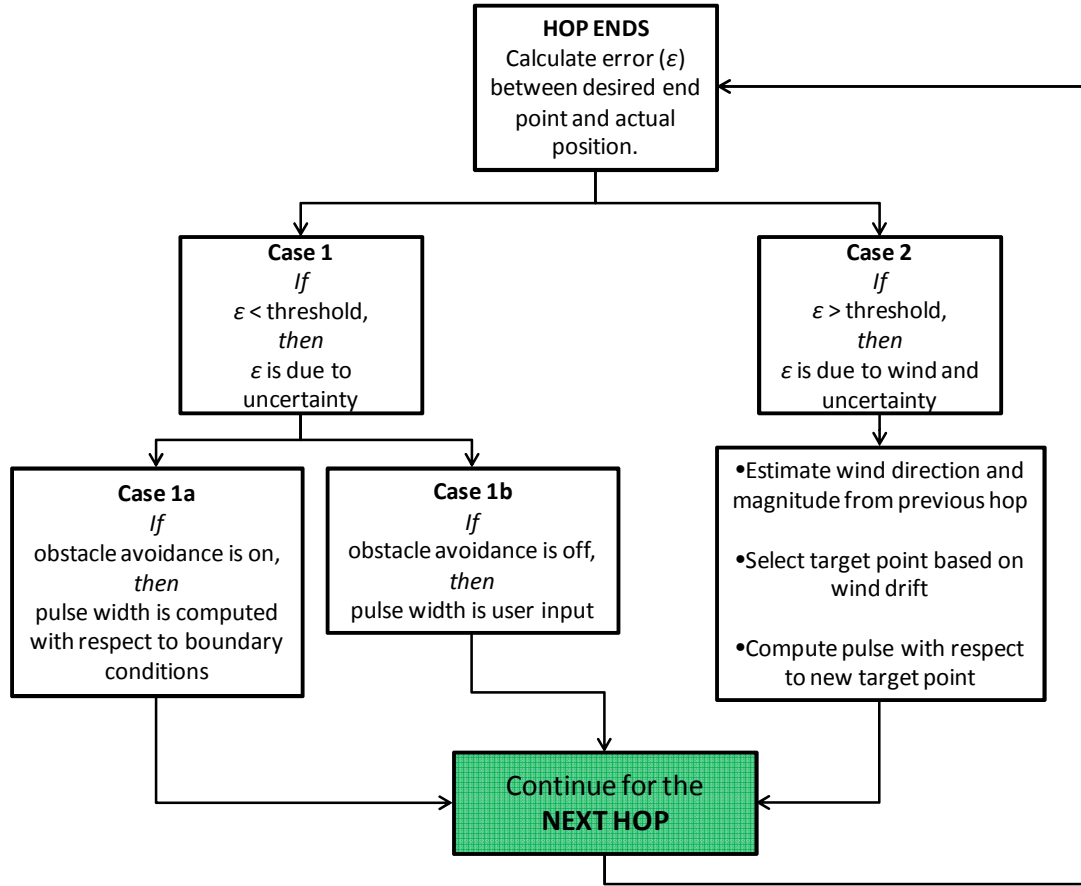 HOP ENDS
Calculate error (ε)
between desired end
point and actual
position.
Case 1
If
ε < threshold,
then
ε is due to
uncertainty
Case 2
If
ε > threshold,
then
ε is due to wind and
uncertainty
Case 1a
If
obstacle avoidance is on,
then
pulse width is computed
with respect to boundary
conditions
Case 1b
If
obstacle avoidance is off,
then
pulse width is user input
•Estimate wind direction and
magnitude from previous hop
•Select target point based on
wind drift
•Compute pulse with respect
to new target point
Continue for the
NEXT HOP